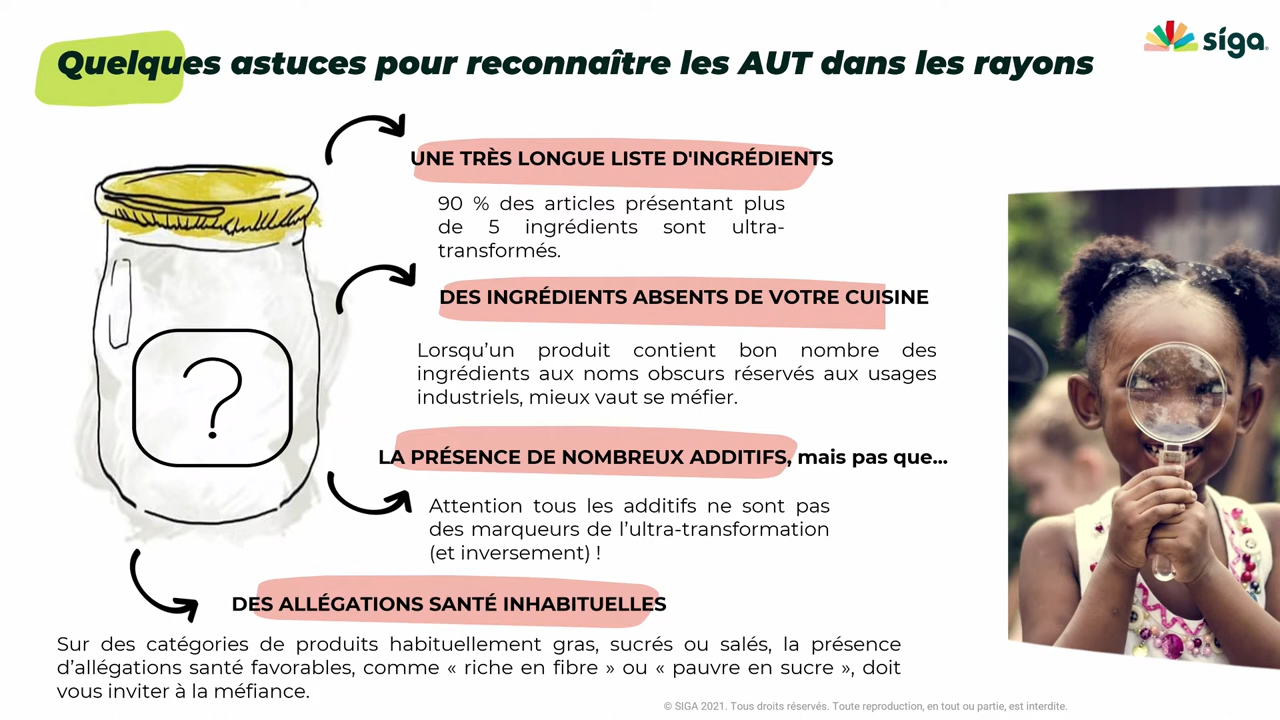 Quelques astuces pour reconnaître les AUT dans les rayons
siga
UNE TRÈS LONGUE LISTE D'INGRÉDIENTS
90 % des articles présentant plus
de 5 ingrédients sont ultra-
transformés.
DES INGRÉDIENTS ABSENTS DE VOTRE CUISINE
Lorsqu'un produit contient bon nombre des
ingrédients aux noms obscurs réservés aux usages
industriels, mieux vaut se méfier.
?
LA PRÉSENCE DE NOMBREUX ADDITIFS, mais pas que...
Attention tous les additifs ne sont pas
des marqueurs de l'ultra-transformation
(et inversement) !
DES ALLÉGATIONS SANTÉ INHABITUELLES
Sur des catégories de produits habituellement gras, sucrés ou salés, la présence
d'allégations santé favorables, comme « riche en fibre » ou « pauvre en sucre », doit
vous inviter à la méfiance.
© SIGA 2021. Tous droits réservés. Toute reproduction, en tout ou partie, est interdite.